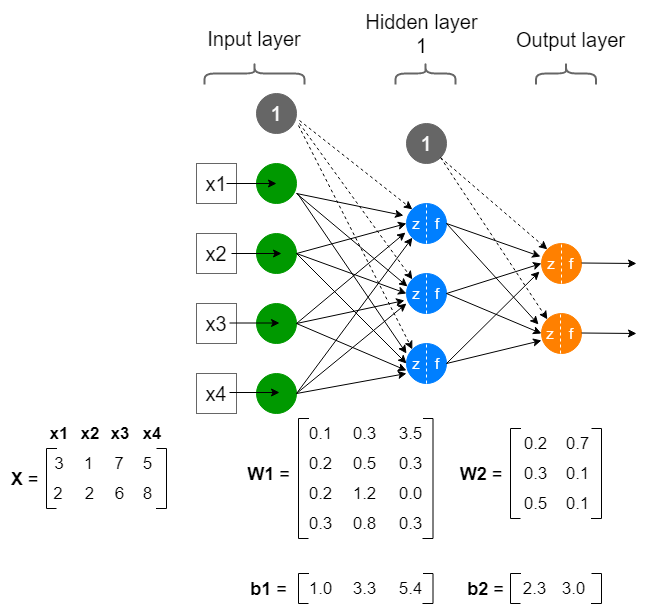 Input layer
Hidden layer
1
Output layer
1
1
x1
x2
x3
x4
z f
z f
z f
z f
z f
x1 x2 x3 x4
X = 3 1 7 5
2 2 6 8
W1 = 0.1 0.3 3.5
0.2 0.5 0.3
0.2 1.2 0.0
0.3 0.8 0.3
W2 = 0.2 0.7
0.3 0.1
0.5 0.1
b1 = 1.0 3.3 5.4
b2 = 2.3 3.0